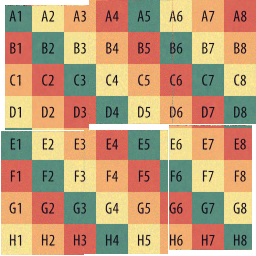 A1 A2 A3 A4 A5 A6 A7 A8
B1 B2 B2 B4 B5 B6 B7 B8
C1 C2 C3 C4 C5 C6 C7 C8
D1 D2 D3 D4 D5 D6 D7 D8
E1 E2 E3 E4 E5 E6 E7 E8
F1 F2 F3 F4 F5 F6 F7 F8
G1 G2 G3 G4 G5 G6 G7 G8
H1 H2 H3 H4 H5 H6 H7 H8